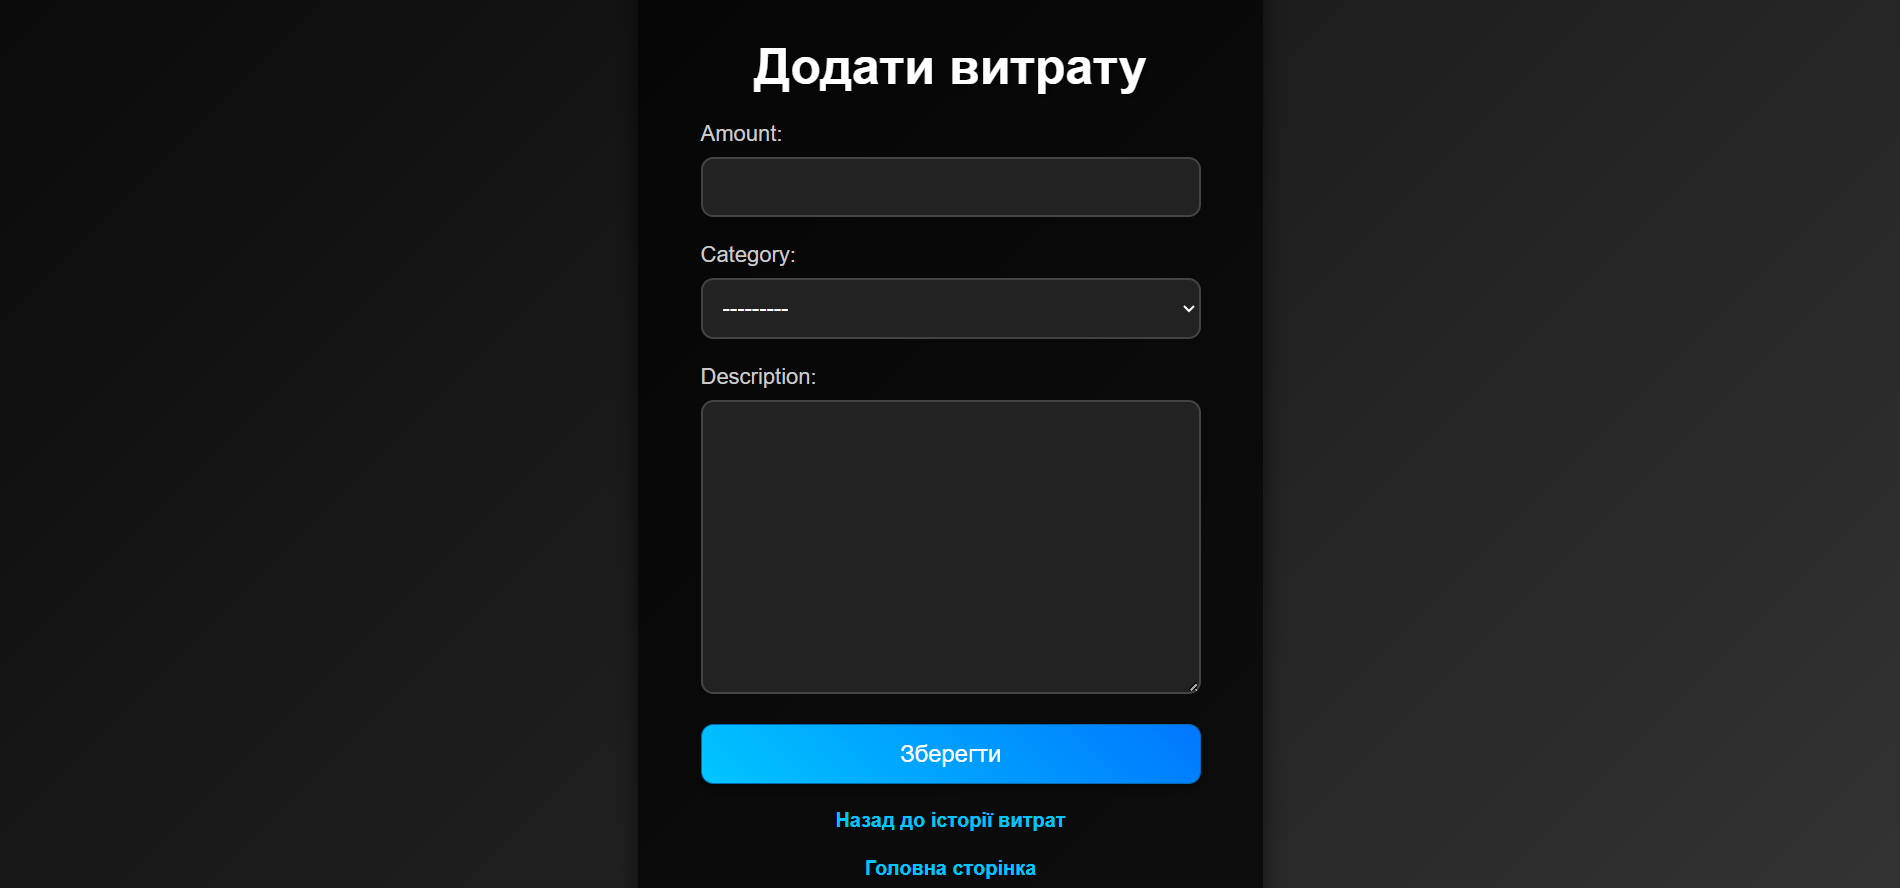 Додати витрату
Amount:
Category:
---------
Description:
Зберегти
Назад до історії витрат
Головна сторінка